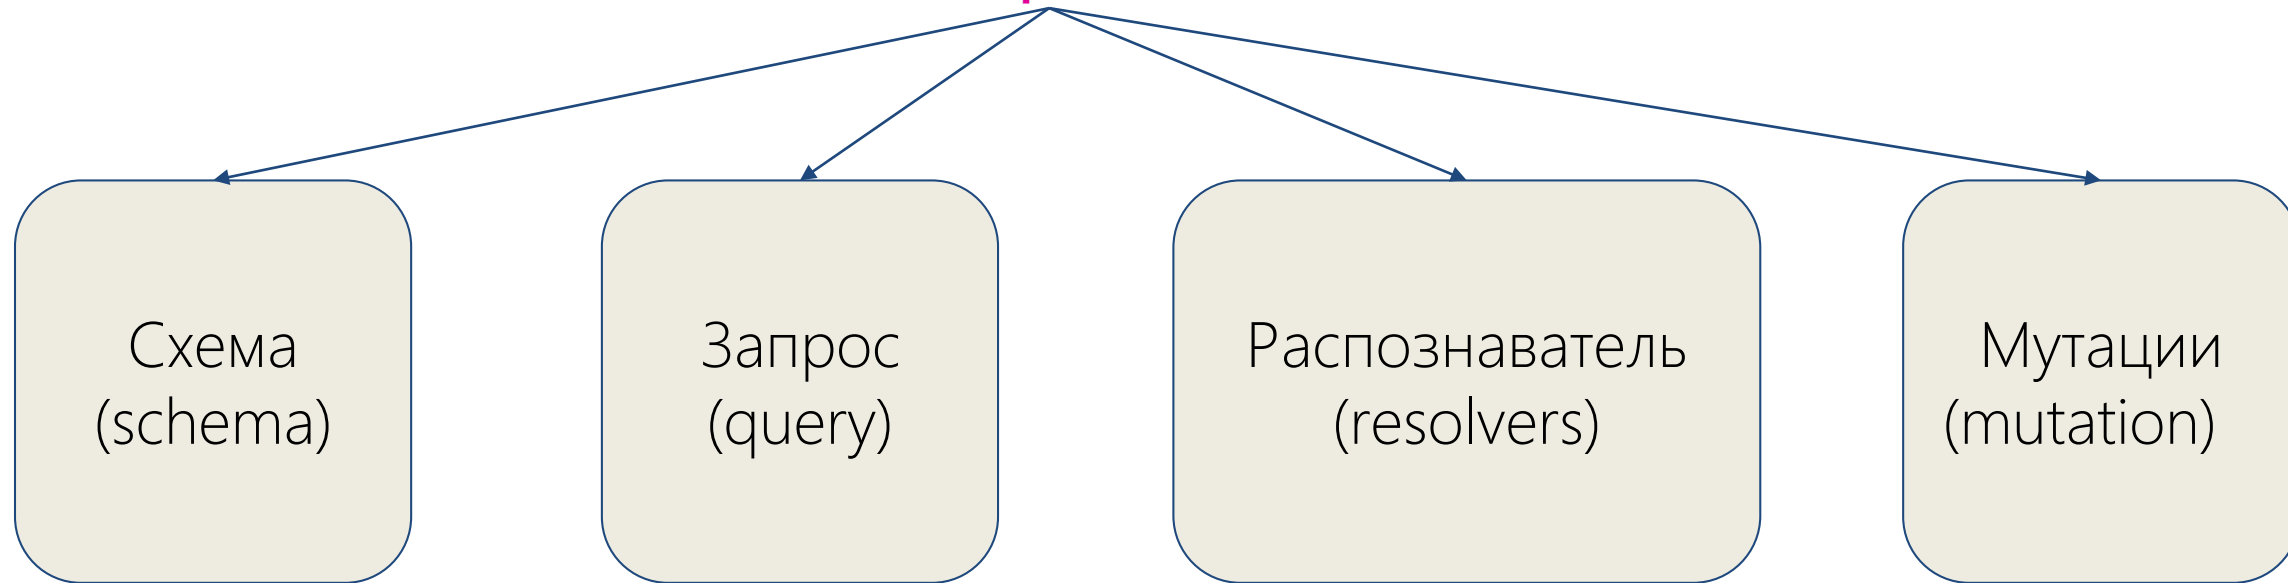 Схема
(schema)
Запрос
(query)
Распознаватель
(resolvers)
Мутации
(mutation)